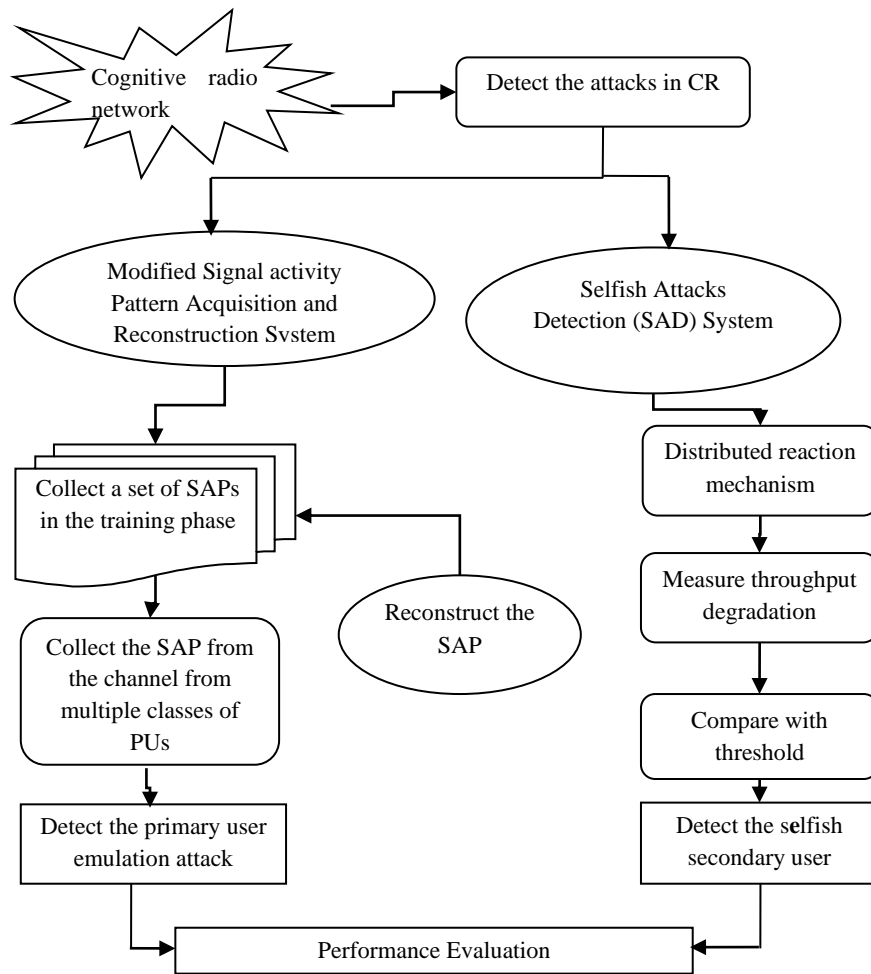 Cognitive radio
network
Detect the attacks in CR
Modified Signal activity
Pattern Acquisition and
Reconstruction System
Selfish Attacks
Detection (SAD) System
Collect a set of SAPs
in the training phase
Distributed reaction
mechanism
Reconstruct the
SAP
Measure throughput
degradation
Collect the SAP from
the channel from
multiple classes of
PUs
Compare with
threshold
Detect the primary user
emulation attack
Detect the selfish
secondary user
Performance Evaluation